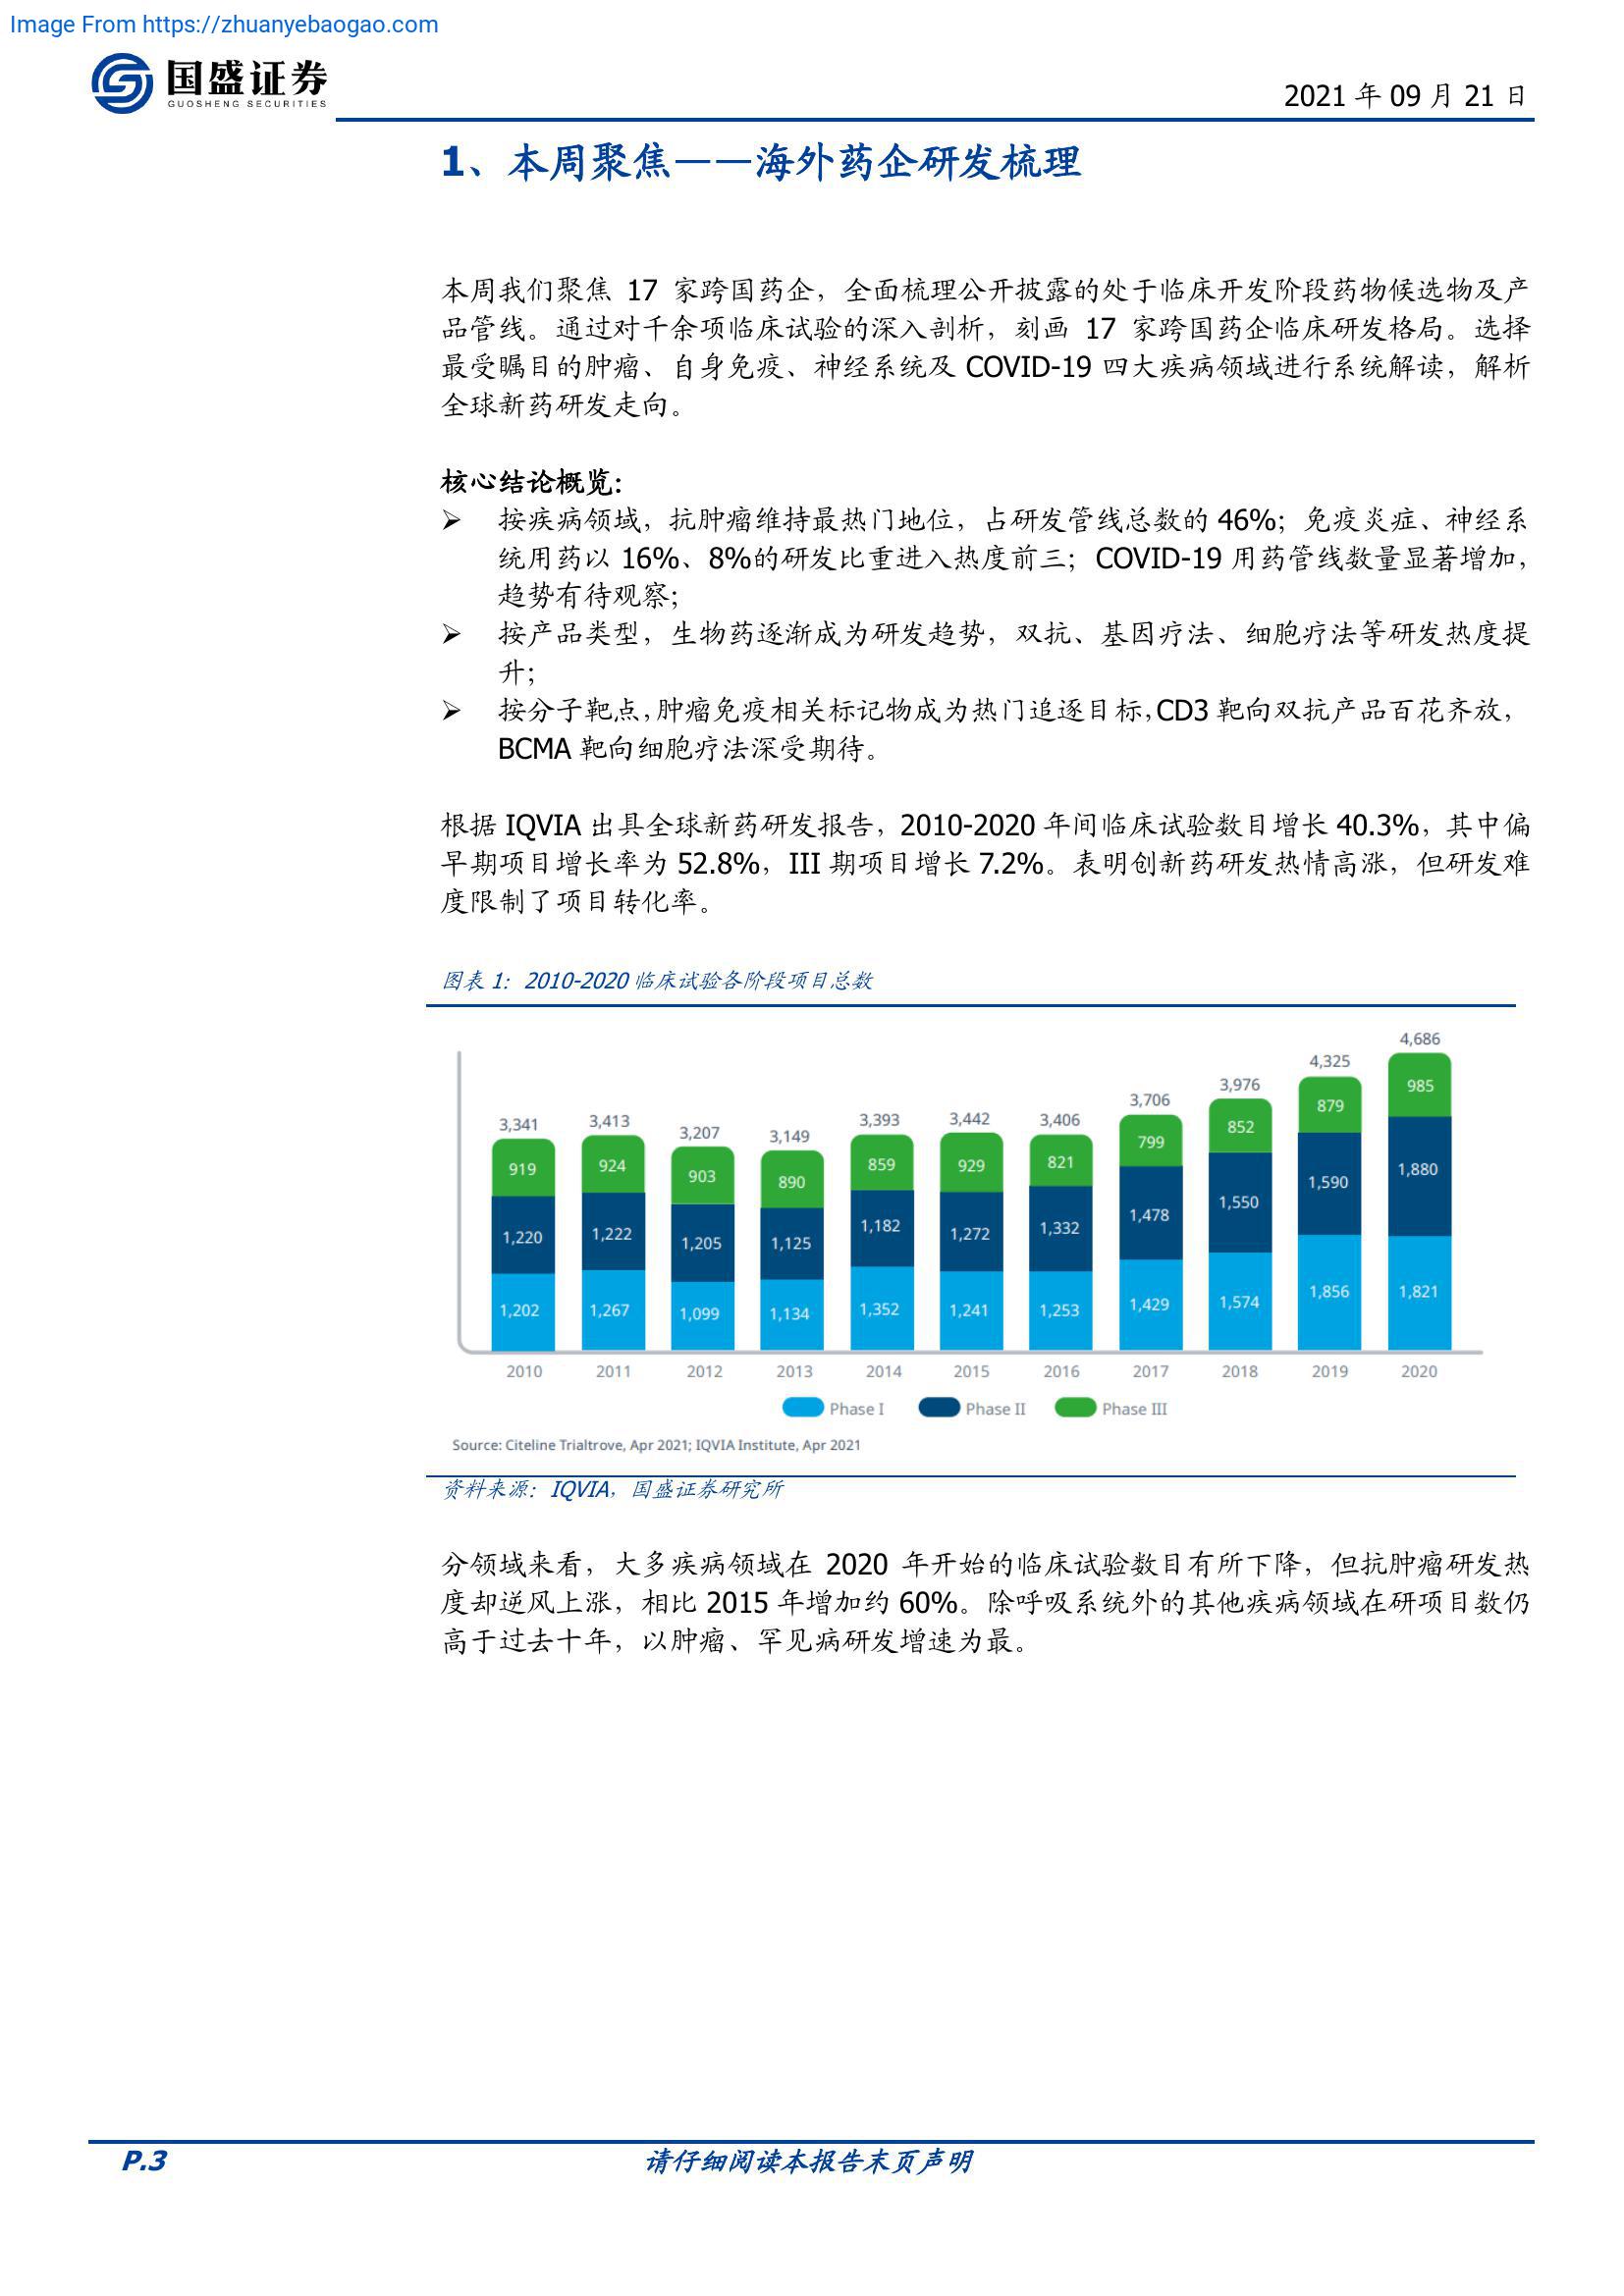 Image From https://zhuanyebaogao.com
国盛证券
GUOSHENG SECURITIES
2021 年 09 月 21 日
1、本周聚焦——海外药企研发梳理
本周我们聚焦 17 家跨国药企，全面梳理公开披露的处于临床开发阶段药物候选物及产
品管线。通过对千余项临床试验的深入剖析，刻画 17 家跨国药企临床研发格局。选择
最受瞩目的肿瘤、自身免疫、神经系统及 COVID-19 四大疾病领域进行系统解读，解析
全球新药研发走向。
核心结论概览：
➢ 按疾病领域，抗肿瘤维持最热门地位，占研发管线总数的 46%；免疫炎症、神经系
统用药以 16%、8%的研发比重进入热度前三；COVID-19 用药管线数量显著增加，
趋势有待观察；
➢ 按产品类型，生物药逐渐成为研发趋势，双抗、基因疗法、细胞疗法等研发热度提
升；
➢ 按分子靶点，肿瘤免疫相关标记物成为热门追逐目标，CD3 靶向双抗产品百花齐放，
BCMA 靶向细胞疗法深受期待。
根据 IQVIA 出具全球新药研发报告，2010-2020 年间临床试验数目增长 40.3%，其中偏
早期项目增长率为 52.8%，III 期项目增长 7.2%。表明创新药研发热情高涨，但研发难
度限制了项目转化率。
图表 1：2010-2020 临床试验各阶段项目总数
3,341 3,413 3,207 3,149 3,393 3,442 3,406 3,706 3,976 4,325 4,686
919 924 903 890 859 929 821 799 852 879 985
1,220 1,222 1,205 1,125 1,182 1,272 1,332 1,478 1,550 1,590 1,880
1,202 1,267 1,099 1,134 1,352 1,241 1,253 1,429 1,574 1,856 1,821
2010 2011 2012 2013 2014 2015 2016 2017 2018 2019 2020
Phase I Phase II Phase III
Source: Citeline Trialtrove, Apr 2021; IQVIA Institute, Apr 2021
资料来源：IQVIA，国盛证券研究所
分领域来看，大多疾病领域在 2020 年开始的临床试验数目有所下降，但抗肿瘤研发热
度却逆风上涨，相比 2015 年增加约 60%。除呼吸系统外的其他疾病领域在研项目数仍
高于过去十年，以肿瘤、罕见病研发增速为最。
P.3
请仔细阅读本报告末页声明